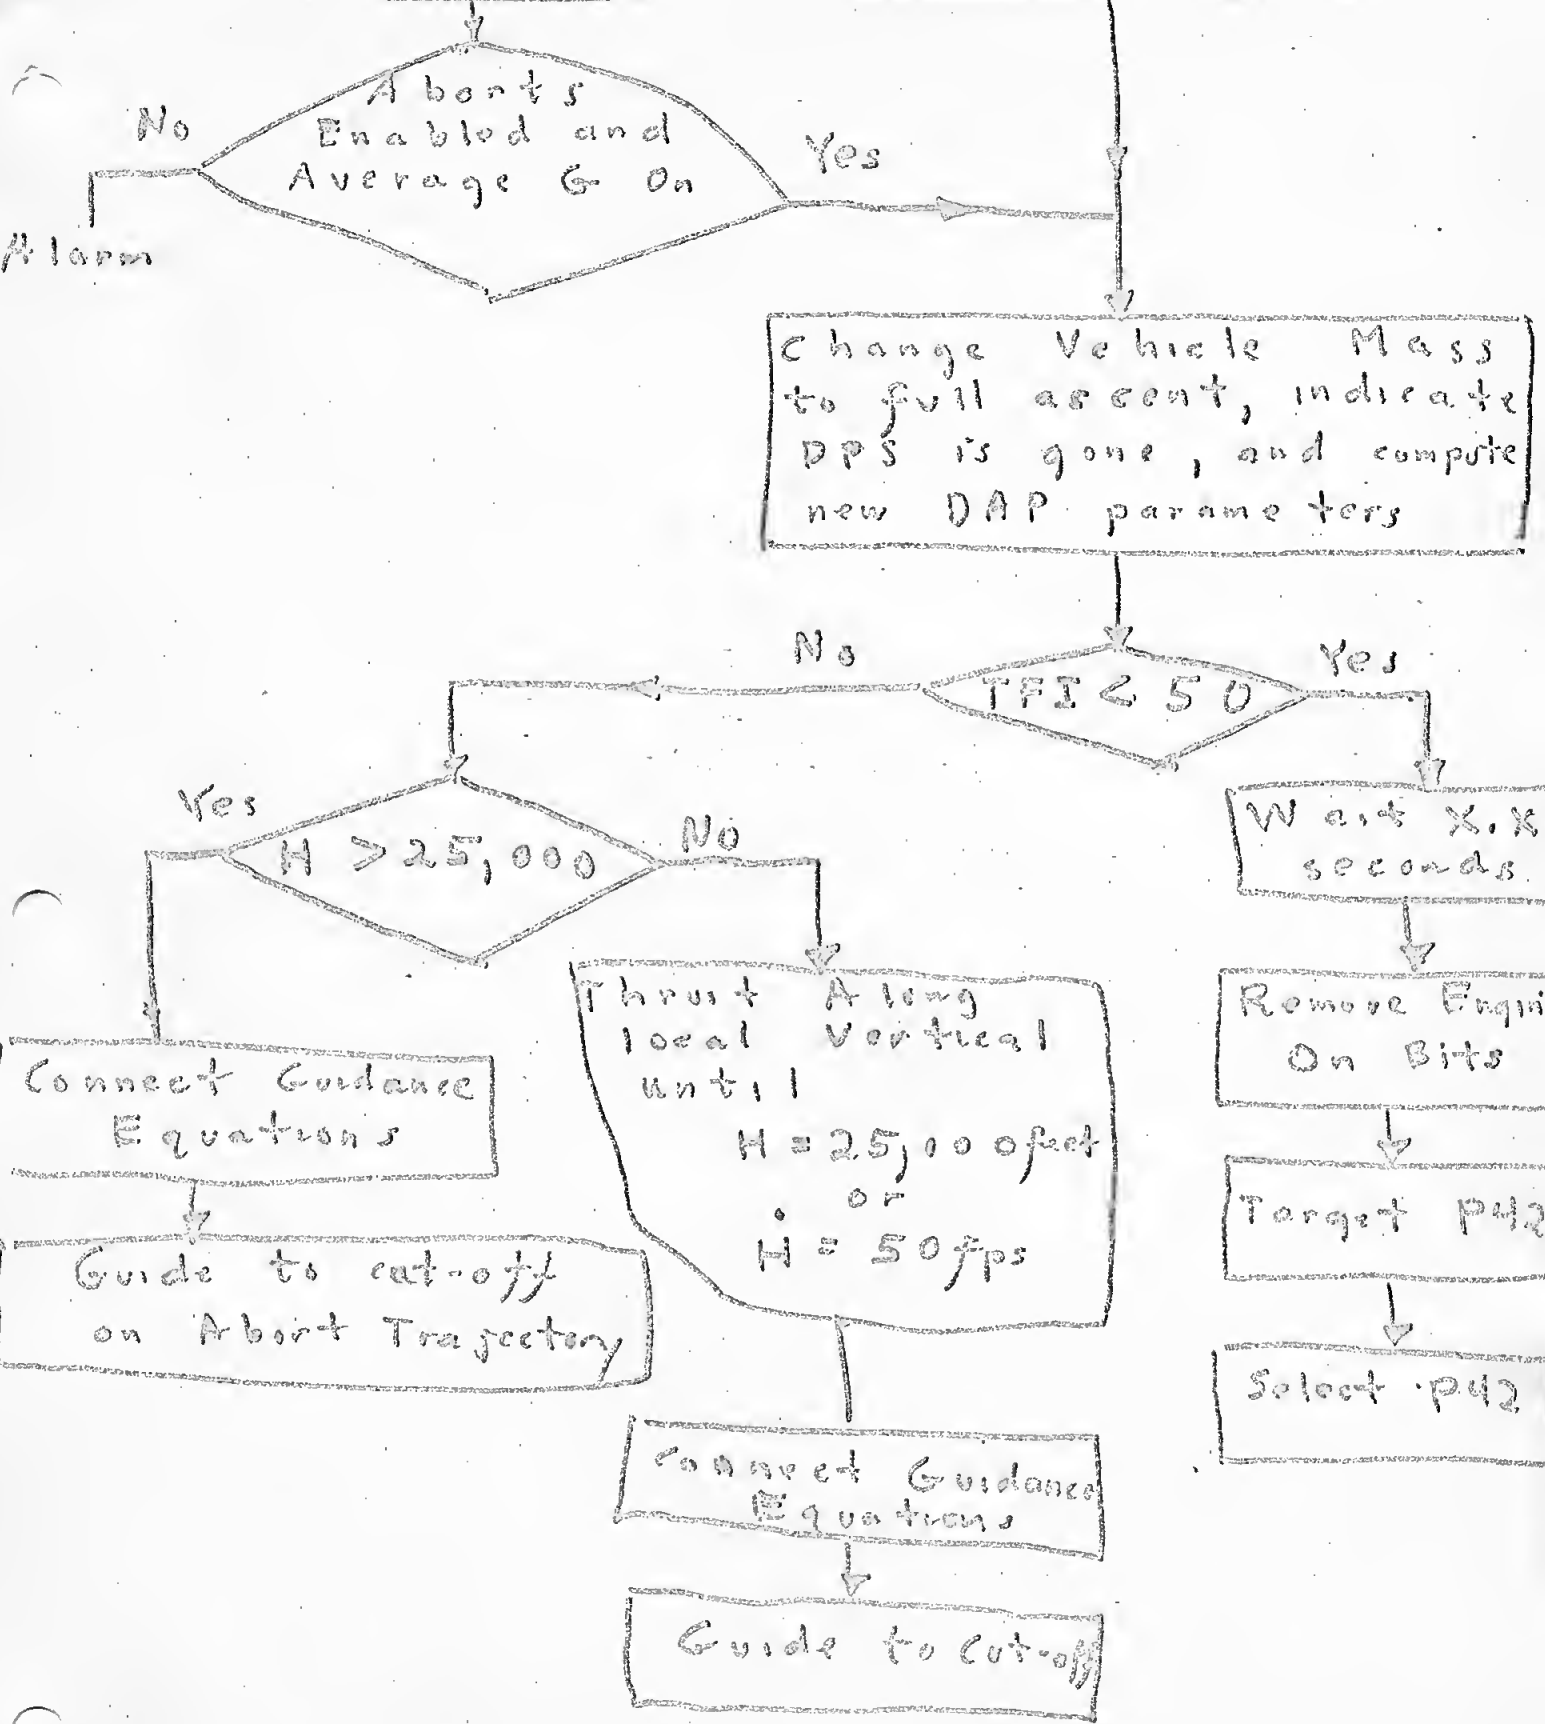 Aborts
Enabled and
Average G On
No
Yes
Alarm
Change Vehicle Mass
to full ascent, indicate
DPS is gone, and compute
new DAP parameters
No
TFI < 50
Yes
Yes
H > 25,000
No
Wait X.X
seconds
Thrust Along
local Vertical
until
H = 25,000 feet
or
Ḣ = 50 fps
Remove Engi
On Bits
Connect Guidance
Equations
Target P42
Guide to cut-off
on Abort Trajectory
Select P42
Connect Guidance
Equations
Guide to Cut-off